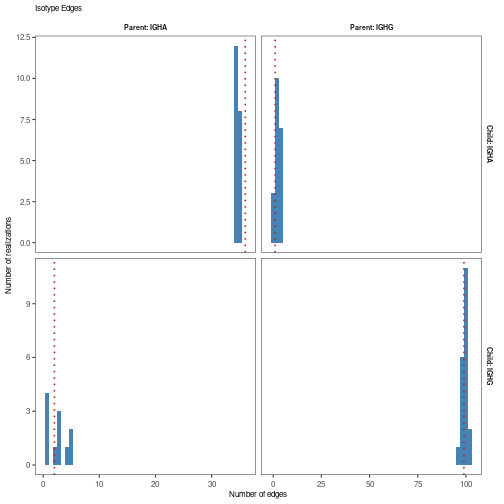 Isotype Edges
Parent: IGHA
Parent: IGHG
12.5
10.0
7.5
5.0
2.5
0.0
Child: IGHA
Number of realizations
9
6
3
0
Child: IGHG
0 10 20 30
0 25 50 75 100
Number of edges